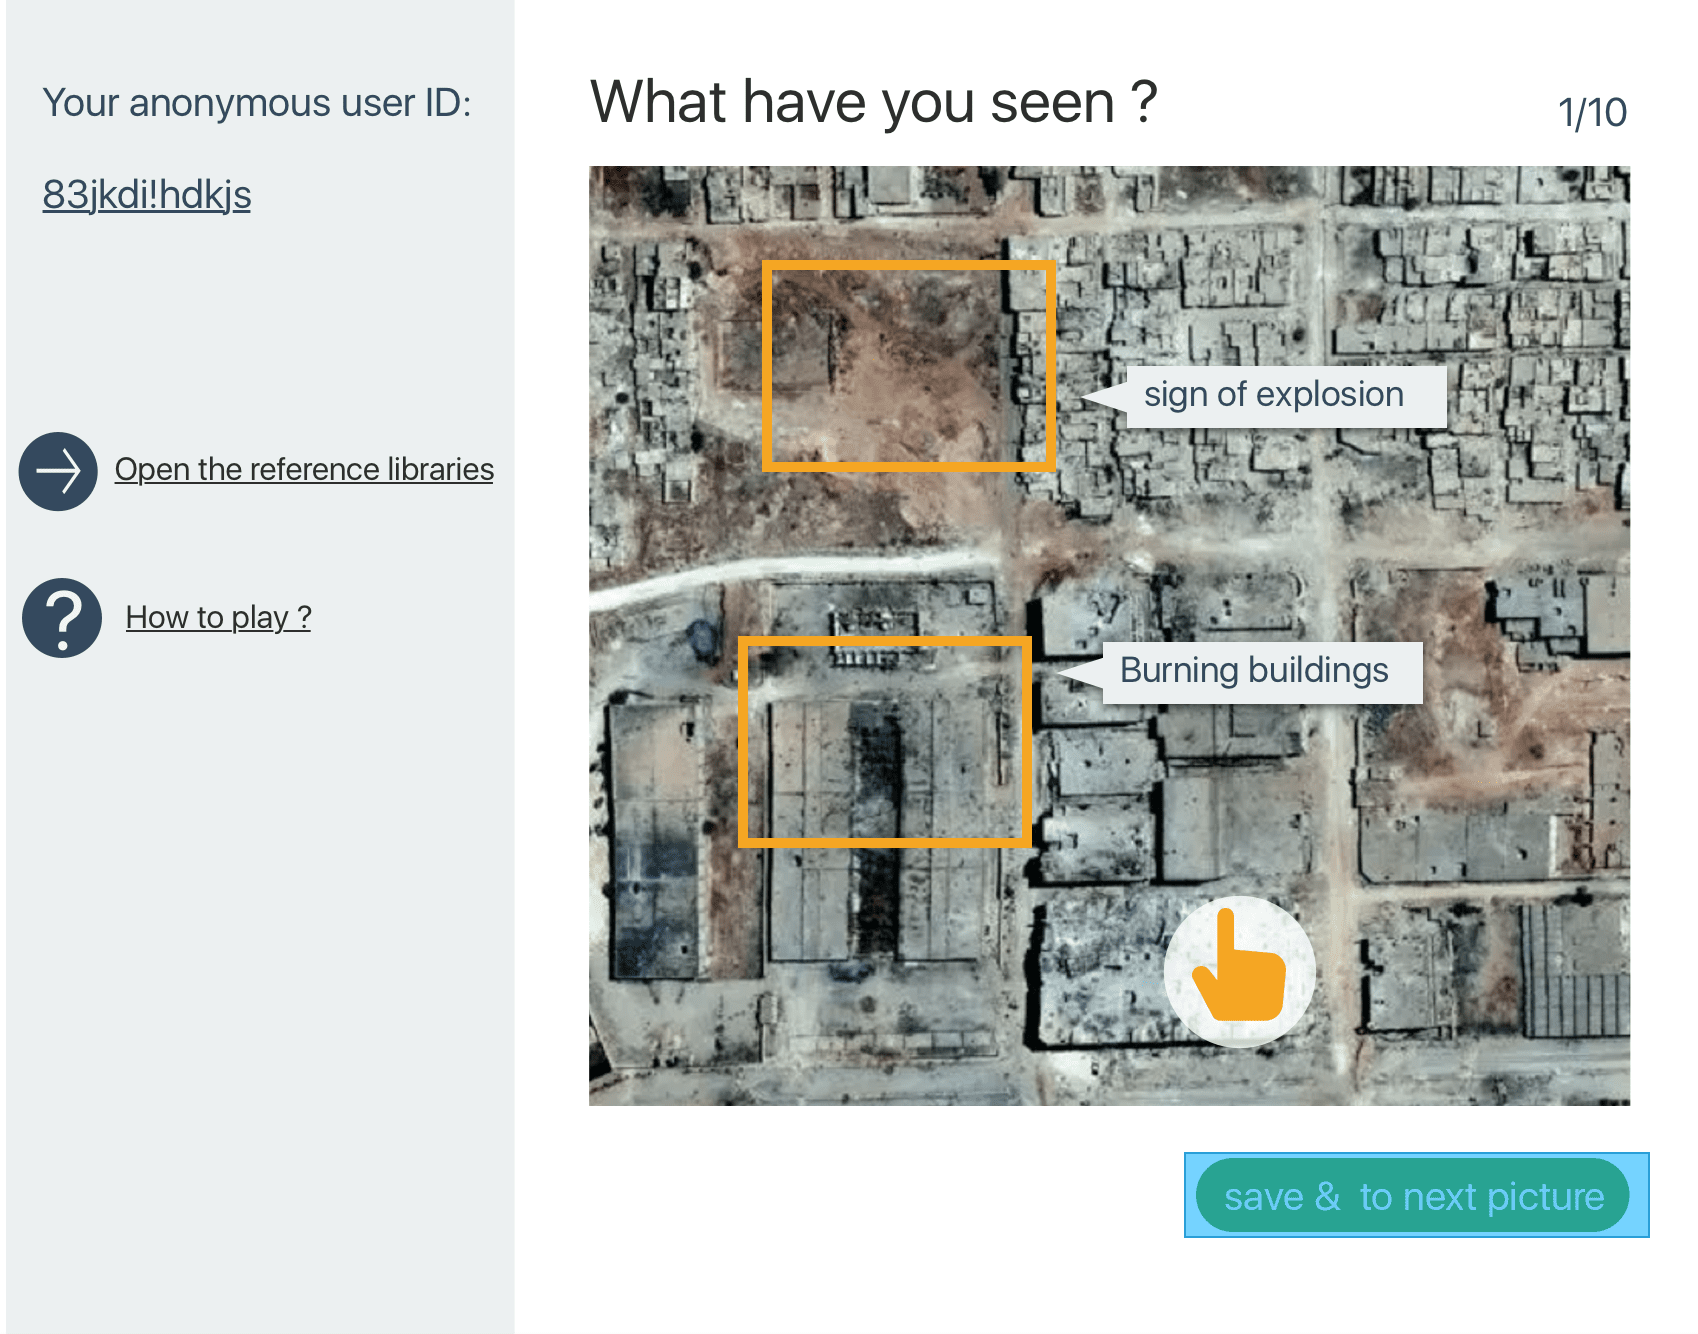 Your anonymous user ID:
83jkdi!hdkjs
Open the reference libraries
?
How to play ?
What have you seen ?
1/10
sign of explosion
Burning buildings
save &  to next picture